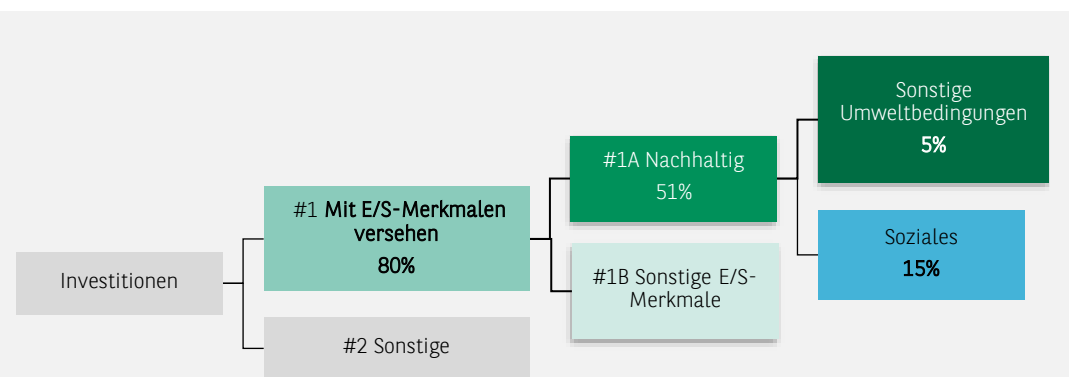 Sonstige
Umweltbedingungen
5%
#1A Nachhaltig
51%
#1 Mit E/S-Merkmalen
versehen
80%
Soziales
15%
Investitionen
#1B Sonstige E/S-
Merkmale
#2 Sonstige